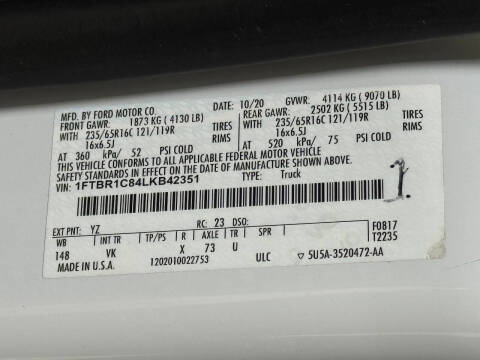 MFD. BY FORD MOTOR CO. 10/20 GVWR: 4114 KG ( 9070 LB)
FRONT GAWR: 1873 KG ( 4130 LB) REAR GAWR: 2502 KG ( 5515 LB)
WITH 235/65R16C 121/119R TIRES WITH 235/65R16C 121/119R TIRES
16x6.5J RIMS 16x6.5J RIMS
AT 360 kPa/ 52 PSI COLD AT 520 kPa/ 75 PSI COLD
THIS VEHICLE CONFORMS TO ALL APPLICABLE FEDERAL MOTOR VEHICLE
SAFETY STANDARDS IN EFFECT ON THE DATE OF MANUFACTURE SHOWN ABOVE.
VIN: 1FTBR1C84LKB42351 TYPE: Truck
EXT PNT: YZ RC: 23 DSO: F0817
WB INT TR TP/PS R AXLE TR SPR T2235
148 VK X 73 U
MADE IN U.S.A. 1202010022753 ULC 5U5A-3520472-AA